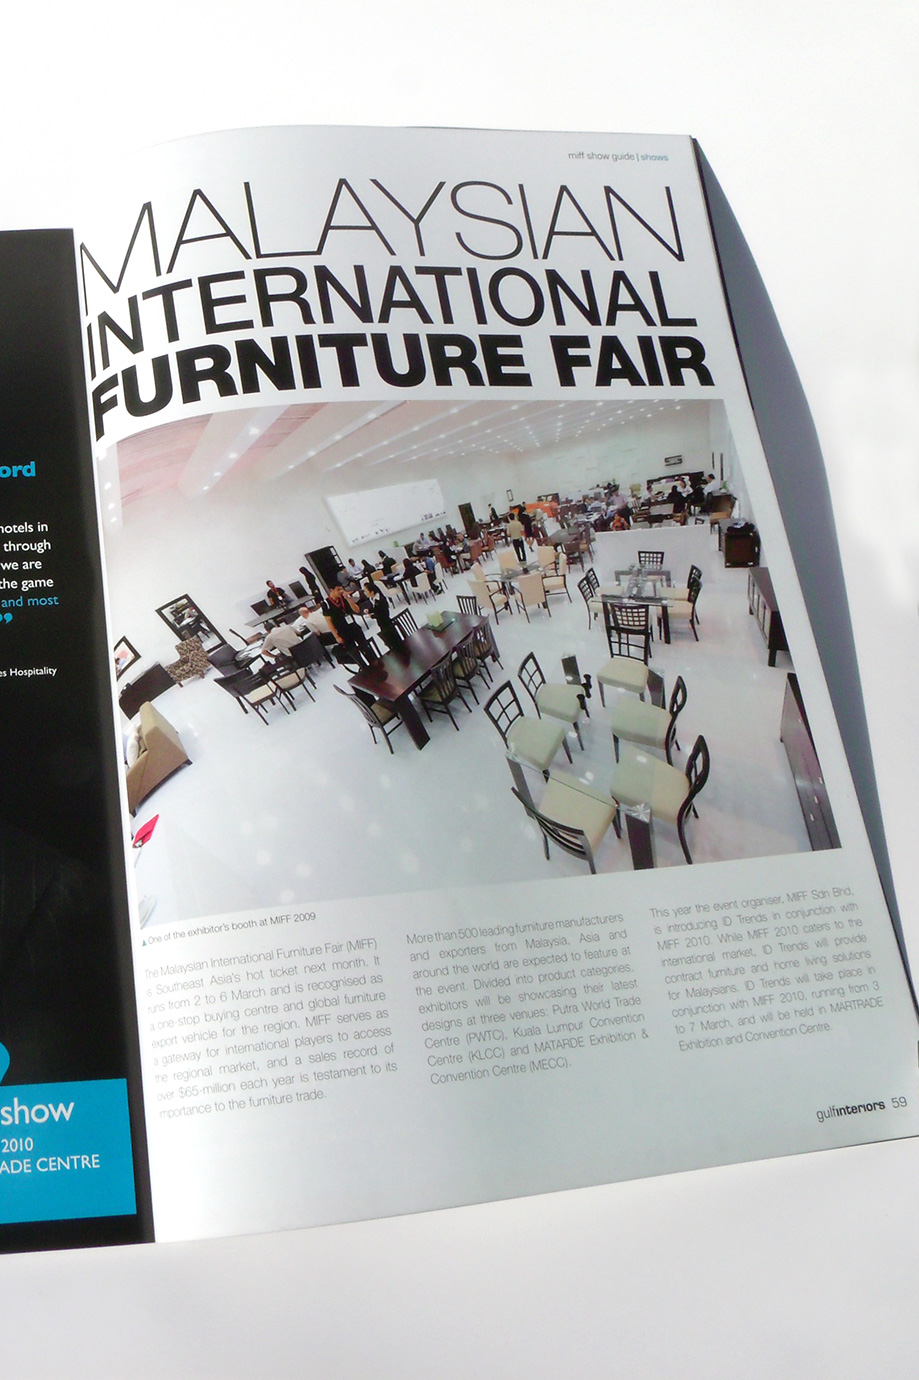 ord
hotels in
through
we are
the game
and most
”
es Hospitality
show
2010
ADE CENTRE
miff show guide | shows
MALAYSIAN
INTERNATIONAL
FURNITURE FAIR
▲One of the exhibitor's booth at MIFF 2009
The Malaysian International Furniture Fair (MIFF)
is Southeast Asia's hot ticket next month. It
runs from 2 to 6 March and is recognised as
a one-stop buying centre and global furniture
export vehicle for the region. MIFF serves as
a gateway for international players to access
the regional market, and a sales record of
over $65-million each year is testament to its
importance to the furniture trade.
More than 500 leading furniture manufacturers
and exporters from Malaysia, Asia and
around the world are expected to feature at
the event. Divided into product categories,
exhibitors will be showcasing their latest
designs at three venues: Putra World Trade
Centre (PWTC), Kuala Lumpur Convention
Centre (KLCC) and MATARDE Exhibition &
Convention Centre (MECC).
This year the event organiser, MIFF Sdn Bhd,
is introducing ID Trends in conjunction with
MIFF 2010. While MIFF 2010 caters to the
international market, ID Trends will provide
contract furniture and home living solutions
for Malaysians. ID Trends will take place in
conjunction with MIFF 2010, running from 3
to 7 March, and will be held in MARTRADE
Exhibition and Convention Centre.
gulfinteriors 59